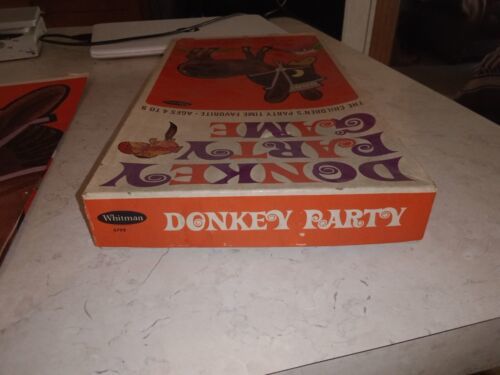 THE CHILDREN'S PARTY TIME FAVORITE • AGES 4 TO 8
DONKEY
PARTY
GAME
Whitman
DONKEY PARTY